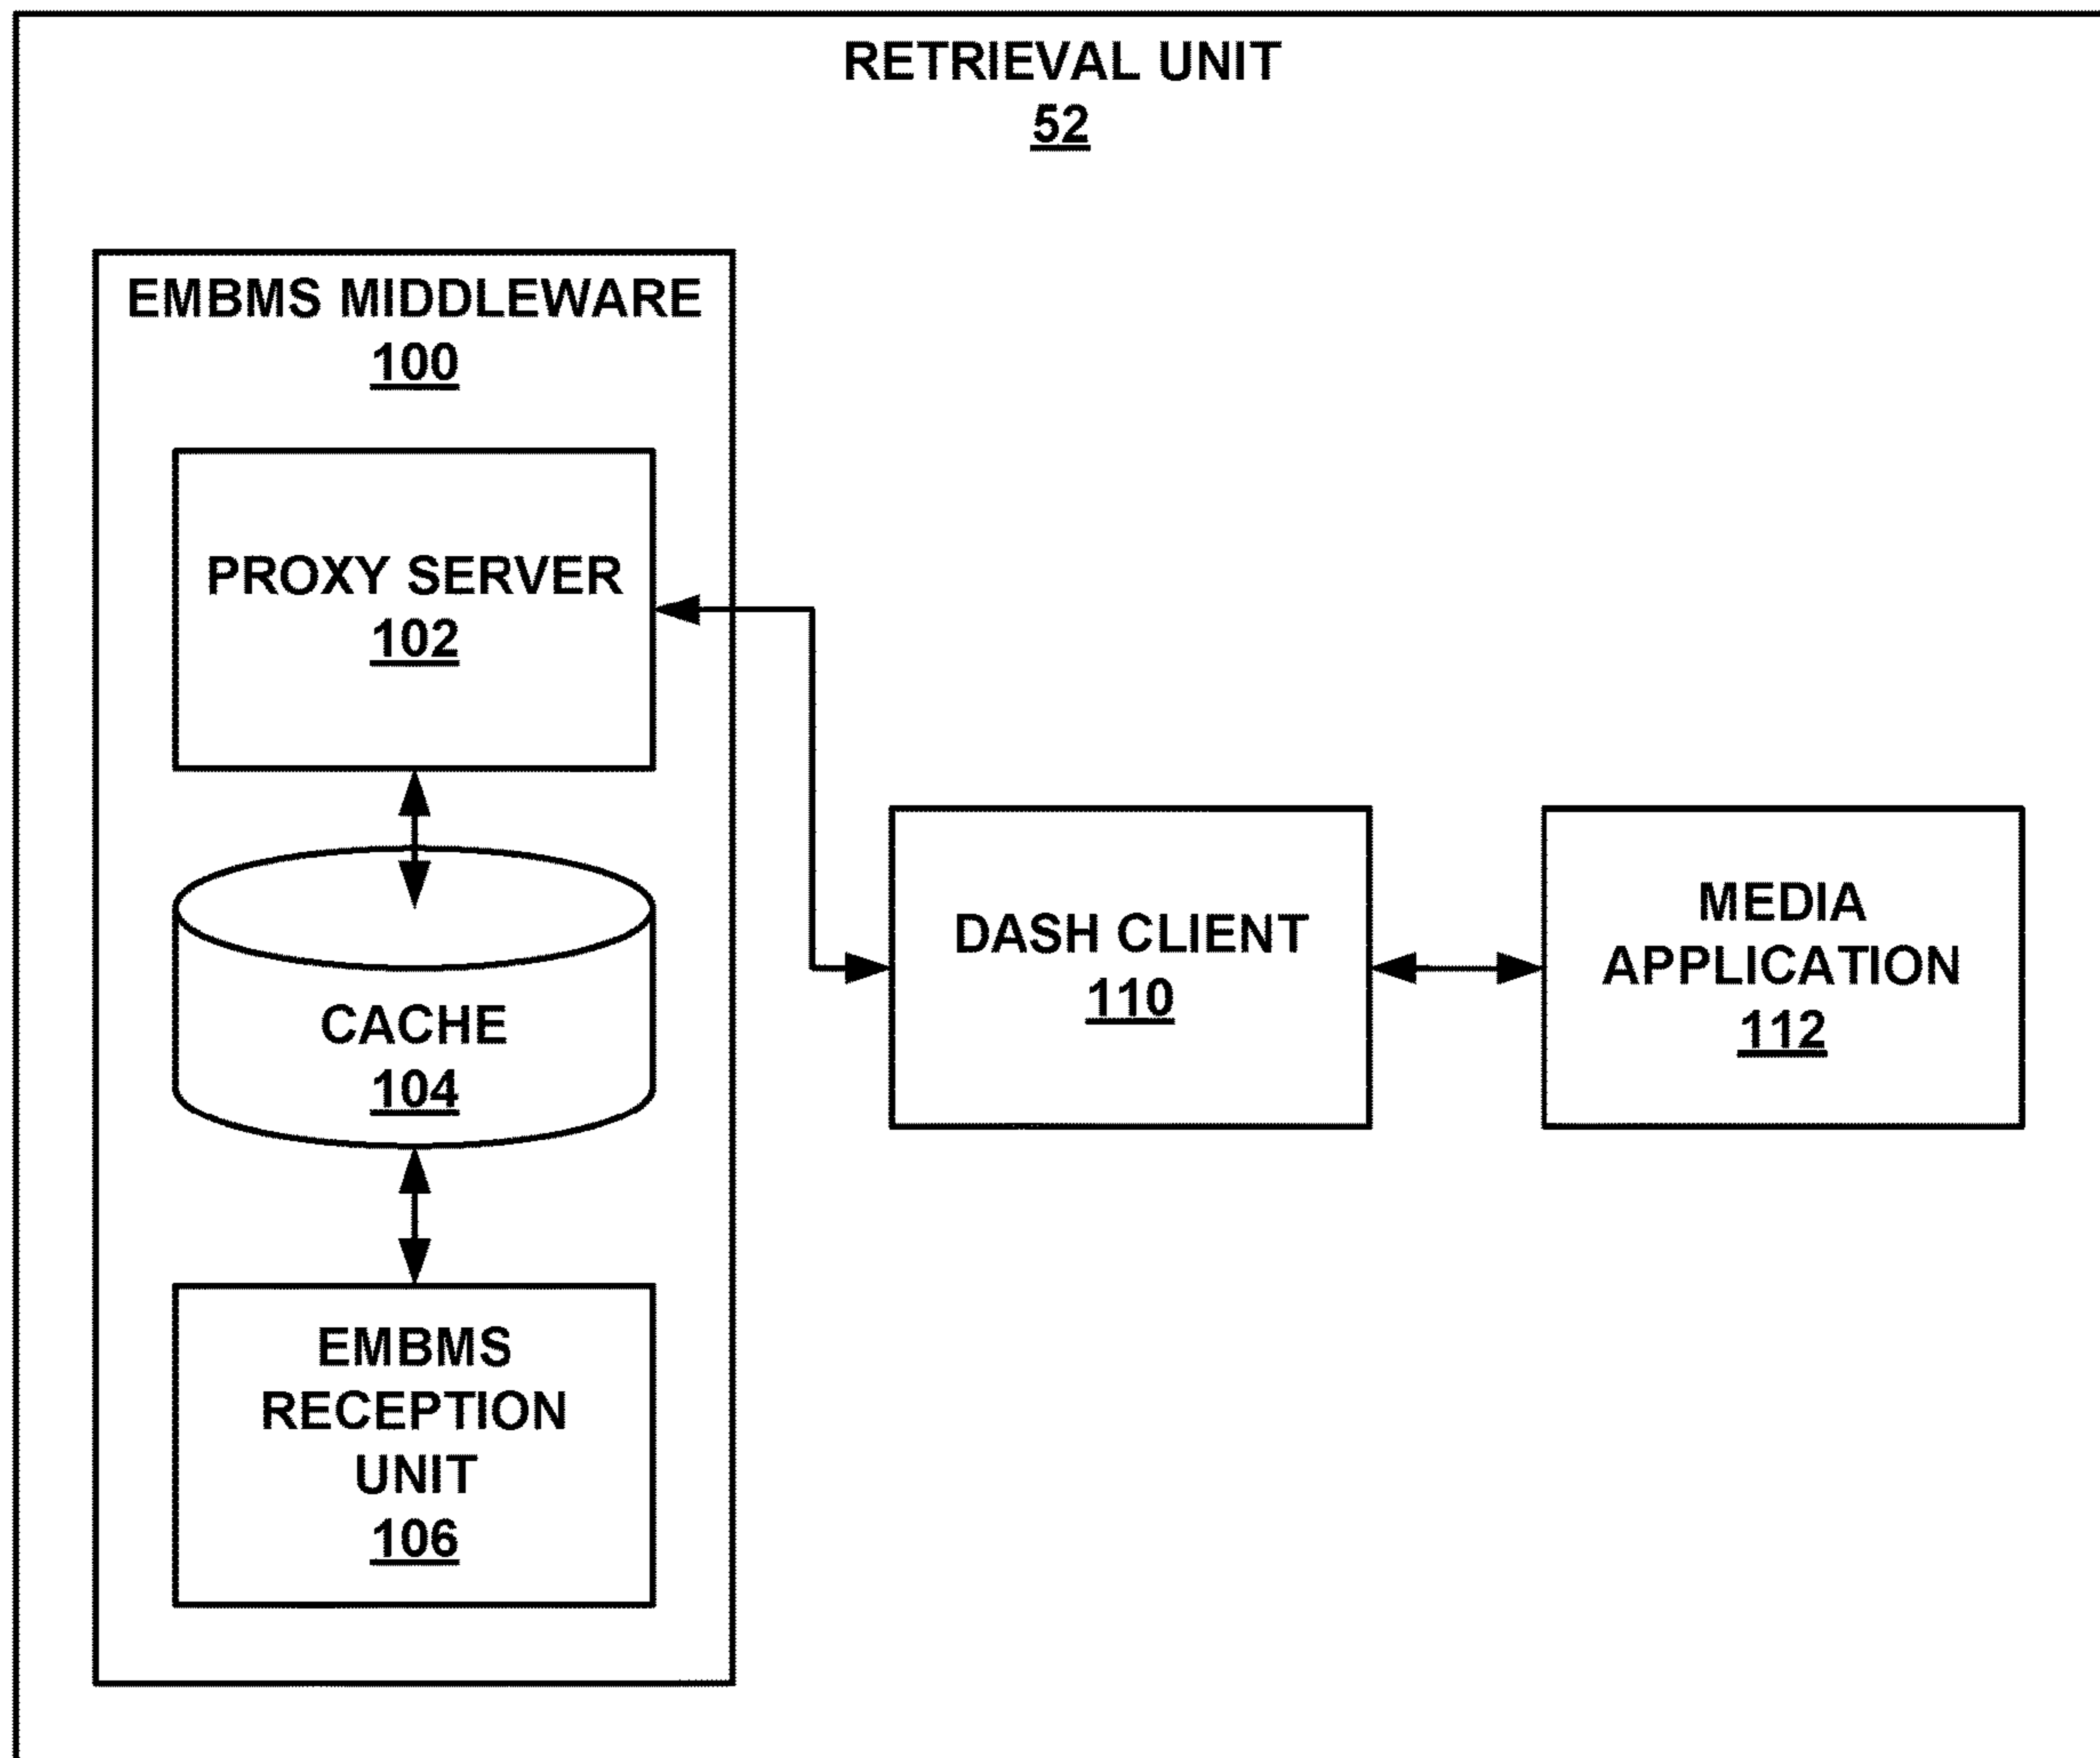 RETRIEVAL UNIT
52
EMBMS MIDDLEWARE
100
PROXY SERVER
102
CACHE
104
EMBMS
RECEPTION
UNIT
106
DASH CLIENT
110
MEDIA
APPLICATION
112